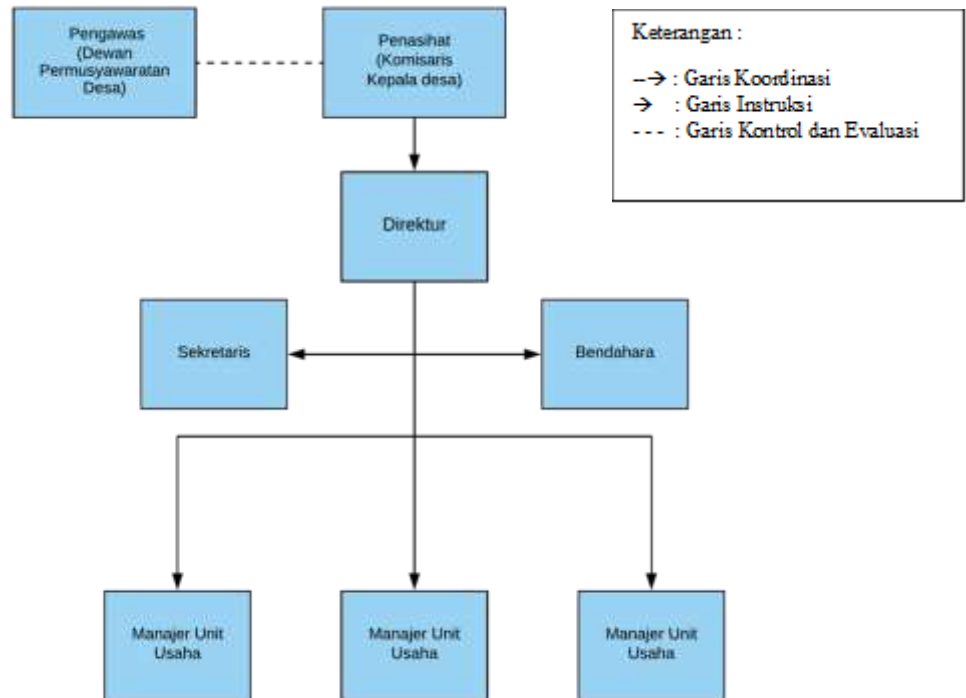 Pengawas
(Dewan
Permusyawaratan
Desa)
Penasihat
(Komisaris
Kepala desa)
Keterangan :
--→ : Garis Koordinasi
→ : Garis Instruksi
- - - : Garis Kontrol dan Evaluasi
Direktur
Sekretaris
Bendahara
Manajer Unit
Usaha
Manajer Unit
Usaha
Manajer Unit
Usaha